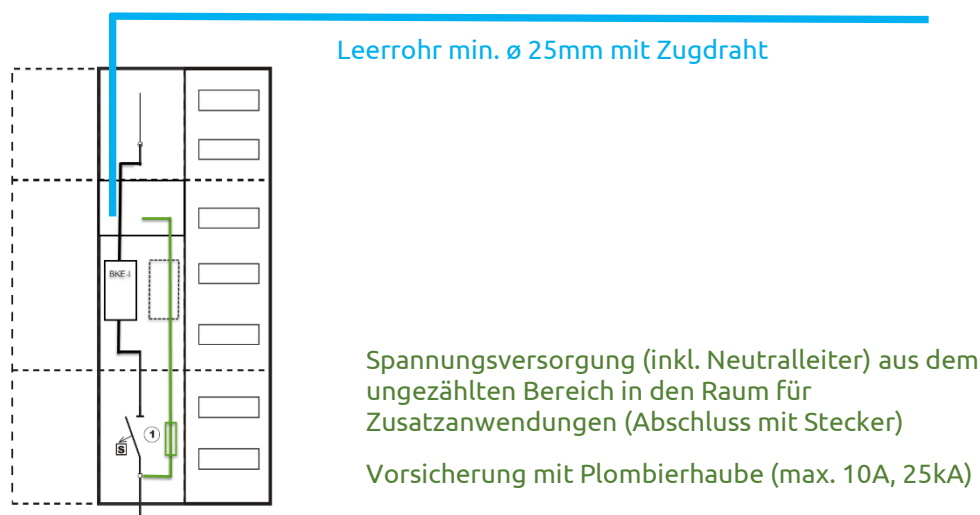 Leerrohr min. ø 25mm mit Zugdraht
BKE-I
Spannungsversorgung (inkl. Neutralleiter) aus dem
ungezählten Bereich in den Raum für
Zusatzanwendungen (Abschluss mit Stecker)
1
S
Vorsicherung mit Plombierhaube (max. 10A, 25kA)